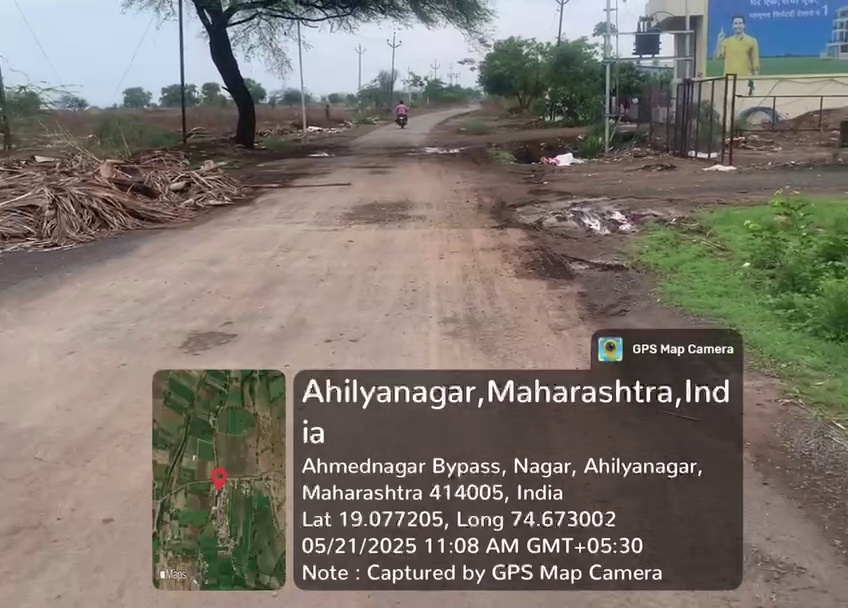 GPS Map Camera
Ahilyanagar,Maharashtra,Ind
ia
Ahmednagar Bypass, Nagar, Ahilyanagar,
Maharashtra 414005, India
Lat 19.077205, Long 74.673002
05/21/2025 11:08 AM GMT+05:30
Note : Captured by GPS Map Camera
Maps